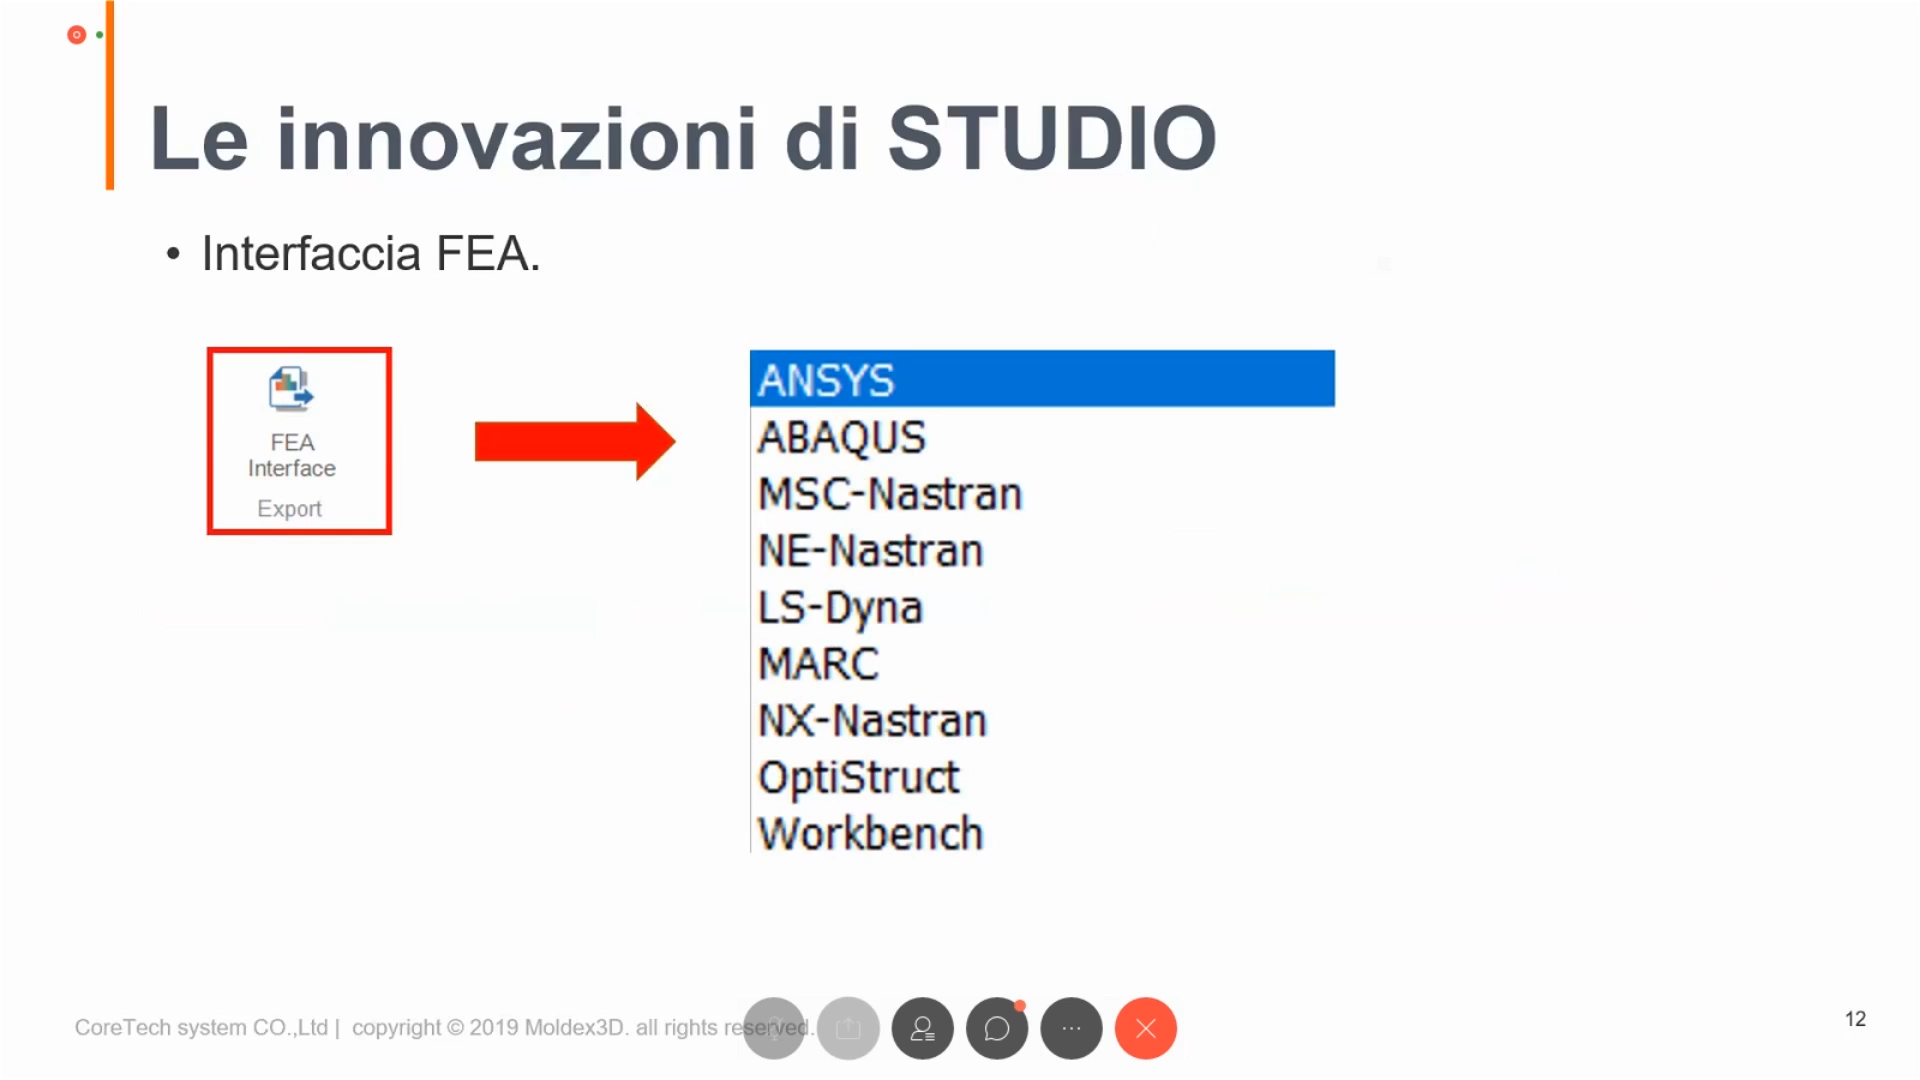 Le innovazioni di STUDIO
• Interfaccia FEA.
FEA
Interface
Export
ANSYS
ABAQUS
MSC-Nastran
NE-Nastran
LS-Dyna
MARC
NX-Nastran
OptiStruct
Workbench
CoreTech system CO.,Ltd | copyright © 2019 Moldex3D. all rights reserved.
12